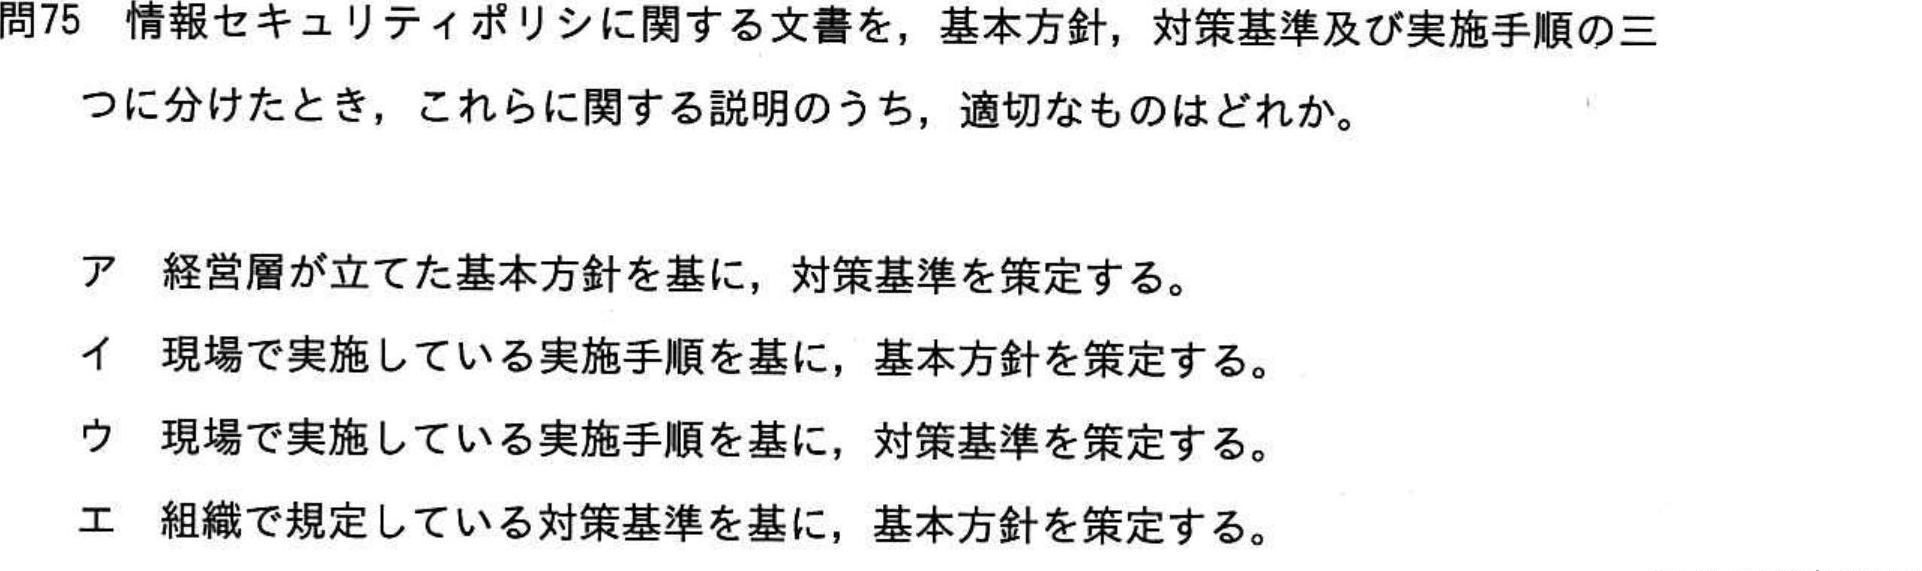 問75 情報セキュリティポリシに関する文書を，基本方針，対策基準及び実施手順の三
つに分けたとき，これらに関する説明のうち，適切なものはどれか。
ア 経営層が立てた基本方針を基に，対策基準を策定する。
イ 現場で実施している実施手順を基に，基本方針を策定する。
ウ 現場で実施している実施手順を基に，対策基準を策定する。
エ 組織で規定している対策基準を基に，基本方針を策定する。